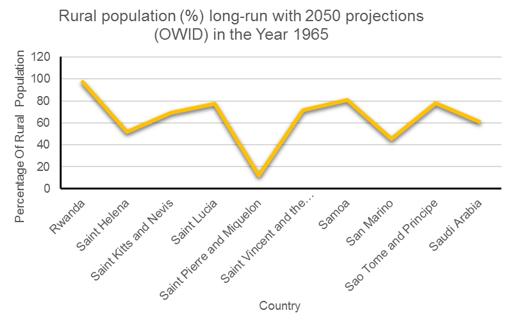 Rural population (%) long-run with 2050 projections
(OWID) in the Year 1965
Percentage Of Rural Population
120
100
80
60
40
20
0
Rwanda
Saint Helena
Saint Kitts and Nevis
Saint Lucia
Saint Pierre and Miquelon
Saint Vincent and the...
Samoa
San Marino
Sao Tome and Principe
Saudi Arabia
Country